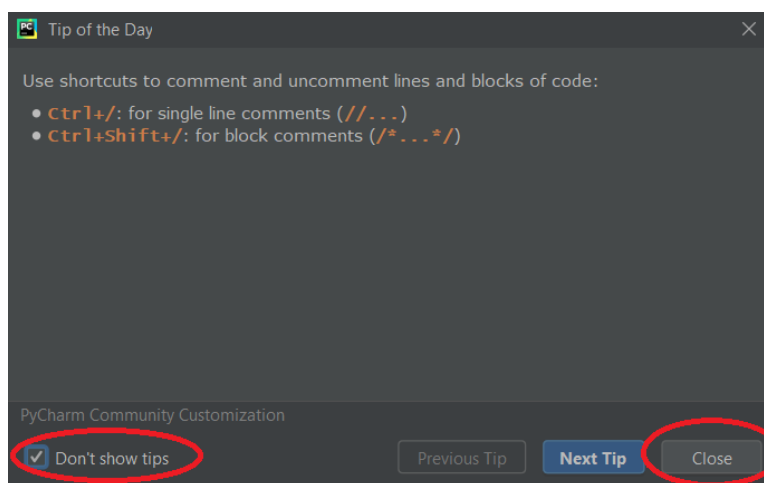 PC Tip of the Day
Use shortcuts to comment and uncomment lines and blocks of code:
• Ctrl+/: for single line comments (//...)
• Ctrl+Shift+/: for block comments (/*...*/)
PyCharm Community Customization
Don't show tips Previous Tip Next Tip Close